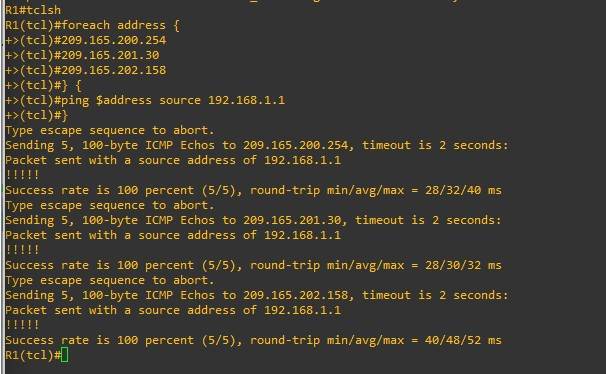 R1#tclsh
R1(tcl)#foreach address {
+>(tcl)#209.165.200.254
+>(tcl)#209.165.201.30
+>(tcl)#209.165.202.158
+>(tcl)#} {
+>(tcl)#ping $address source 192.168.1.1
+>(tcl)#}
Type escape sequence to abort.
Sending 5, 100-byte ICMP Echos to 209.165.200.254, timeout is 2 seconds:
Packet sent with a source address of 192.168.1.1
!!!!!
Success rate is 100 percent (5/5), round-trip min/avg/max = 28/32/40 ms
Type escape sequence to abort.
Sending 5, 100-byte ICMP Echos to 209.165.201.30, timeout is 2 seconds:
Packet sent with a source address of 192.168.1.1
!!!!!
Success rate is 100 percent (5/5), round-trip min/avg/max = 28/30/32 ms
Type escape sequence to abort.
Sending 5, 100-byte ICMP Echos to 209.165.202.158, timeout is 2 seconds:
Packet sent with a source address of 192.168.1.1
!!!!!
Success rate is 100 percent (5/5), round-trip min/avg/max = 40/48/52 ms
R1(tcl)#